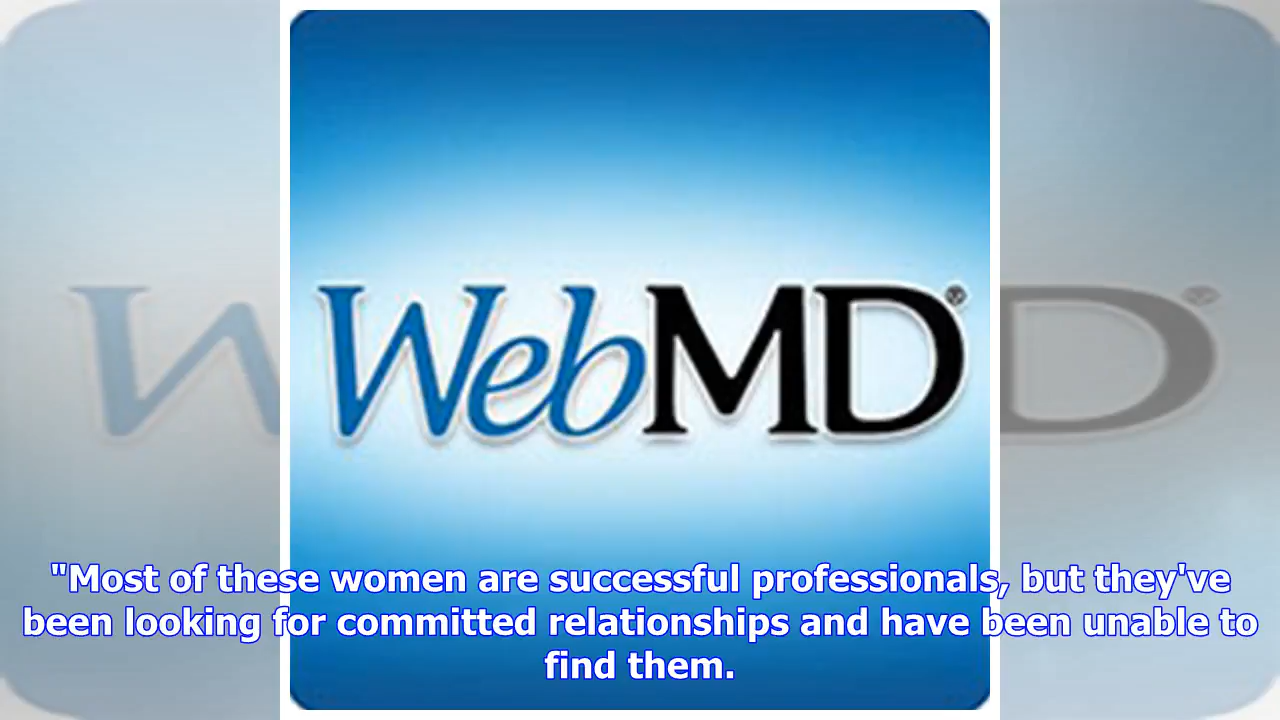 WebMD®
"Most of these women are successful professionals, but they've
been looking for committed relationships and have been unable to
find them.